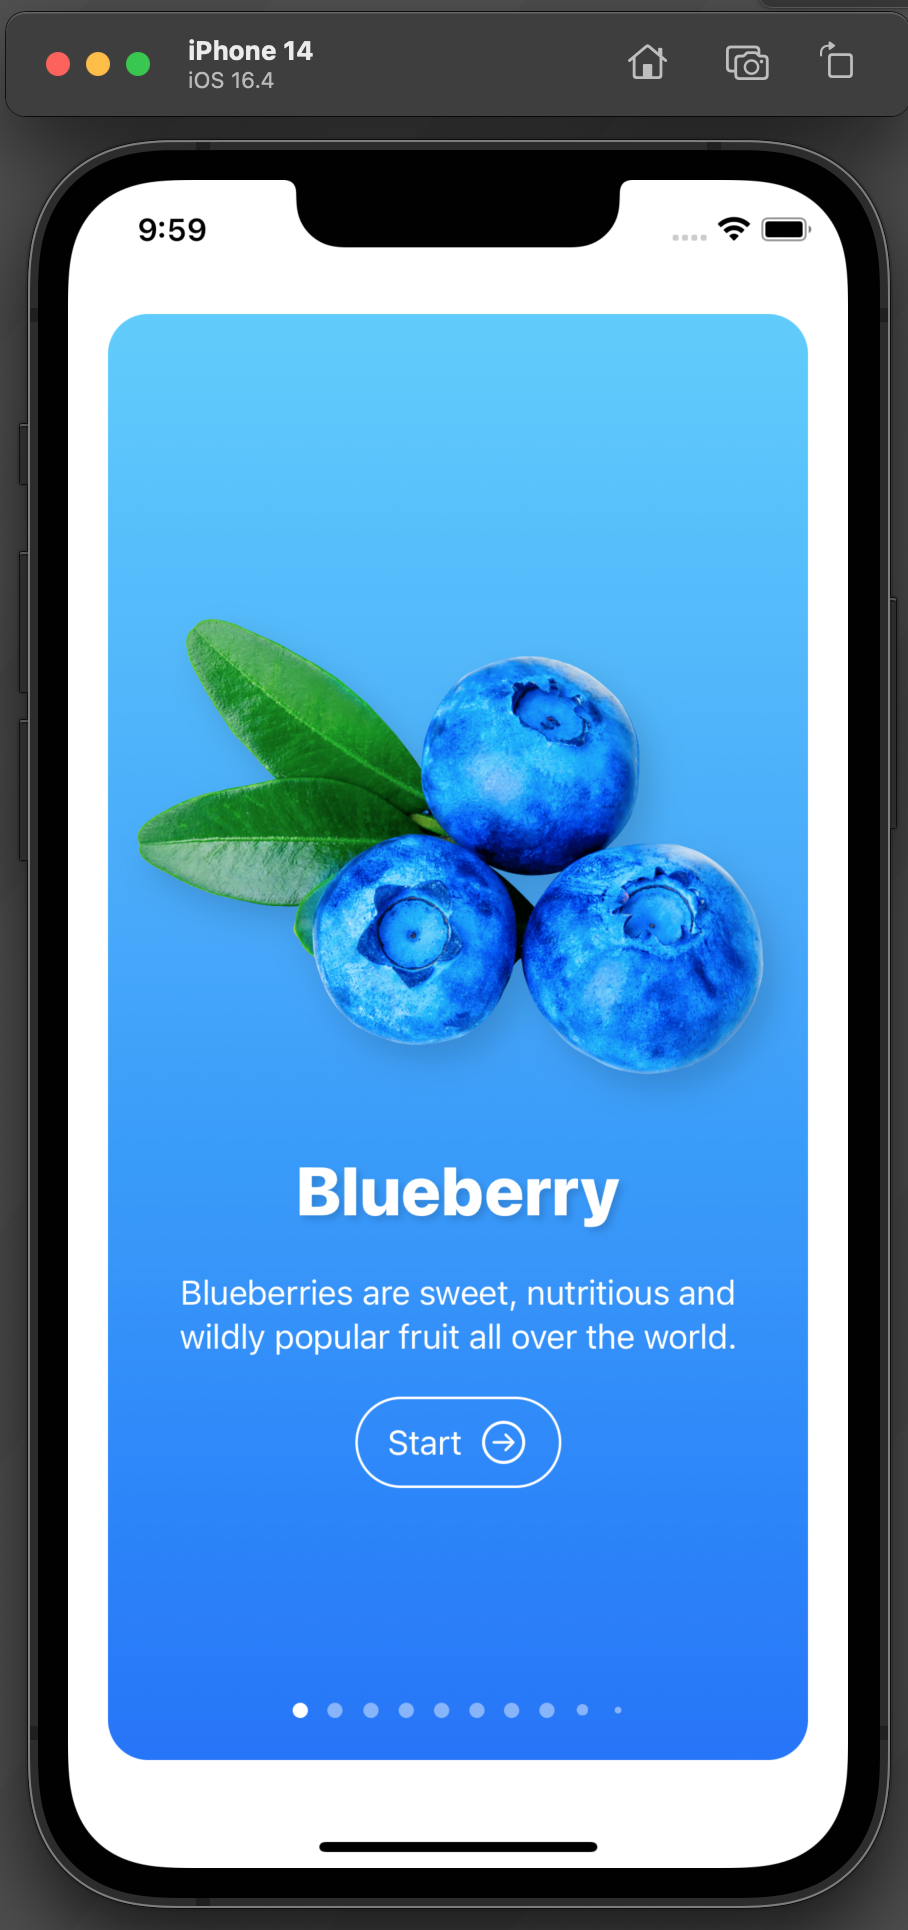 iPhone 14
iOS 16.4
9:59
Blueberry
Blueberries are sweet, nutritious and
wildly popular fruit all over the world.
Start